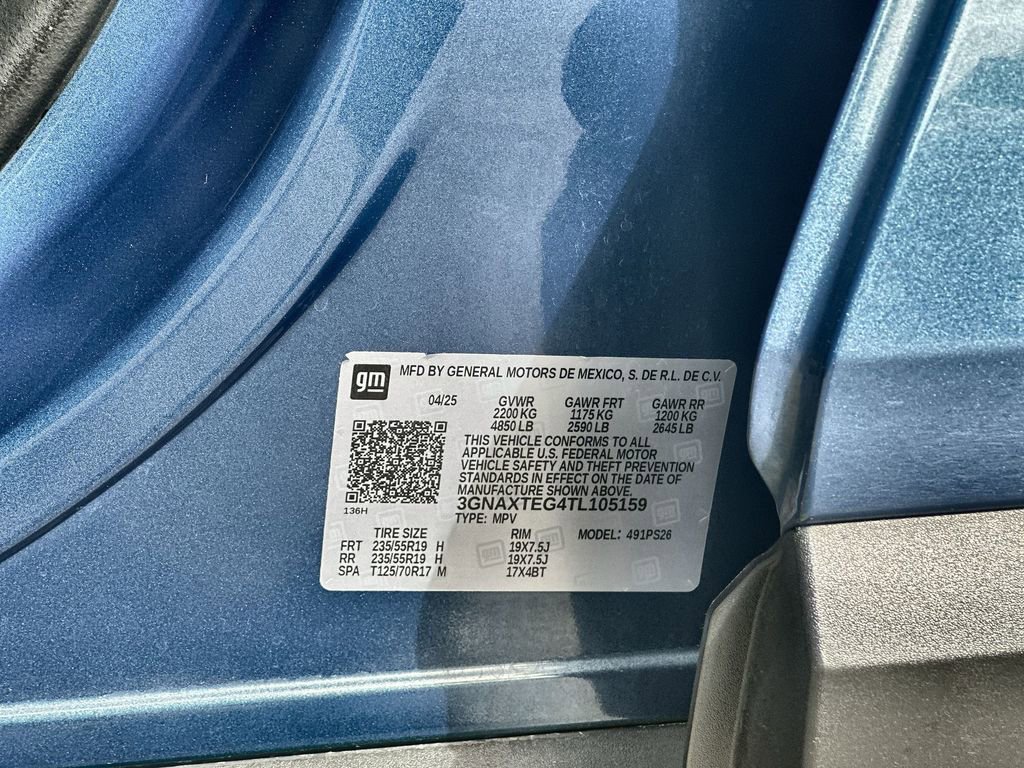 gm MFD BY GENERAL MOTORS DE MEXICO, S. DE R.L. DE C.V.
04/25 GVWR GAWR FRT GAWR RR
2200 KG 1175 KG 1200 KG
4850 LB 2590 LB 2645 LB
THIS VEHICLE CONFORMS TO ALL
APPLICABLE U.S. FEDERAL MOTOR
VEHICLE SAFETY AND THEFT PREVENTION
STANDARDS IN EFFECT ON THE DATE OF
MANUFACTURE SHOWN ABOVE.
136H 3GNAXTEG4TL105159
TYPE: MPV MODEL: 491PS26
TIRE SIZE RIM
FRT 235/55R19 H 19X7.5J
RR 235/55R19 H 19X7.5J
SPA T125/70R17 M 17X4BT